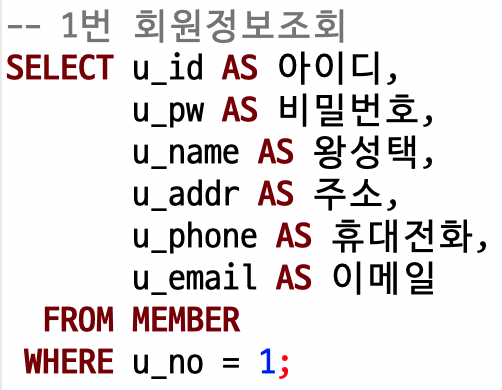 -- 1번 회원정보조회
SELECT u_id AS 아이디,
u_pw AS 비밀번호,
u_name AS 왕성택,
u_addr AS 주소,
u_phone AS 휴대전화,
u_email AS 이메일
FROM MEMBER
WHERE u_no = 1;